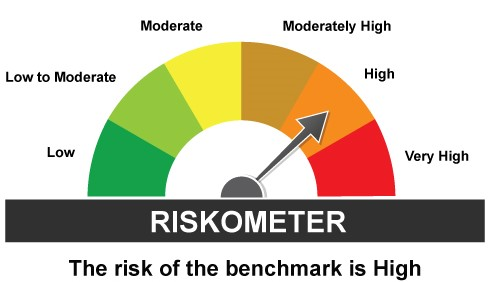 Moderate
Moderately High
Low to Moderate
High
Low
Very High
RISKOMETER
The risk of the benchmark is High